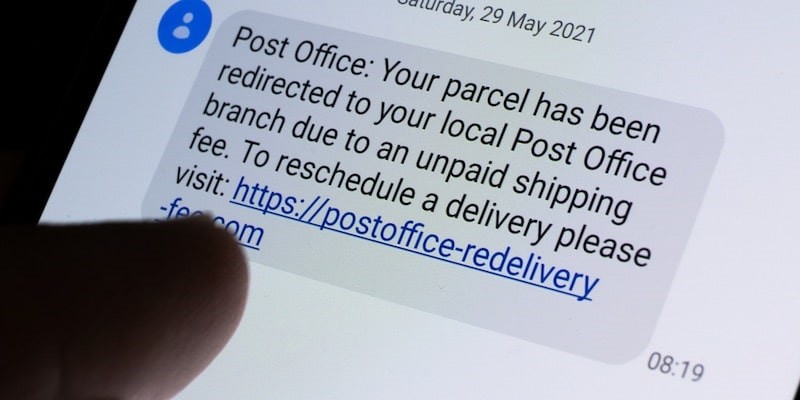 Saturday, 29 May 2021
Post Office: Your parcel has been
redirected to your local Post Office
branch due to an unpaid shipping
fee. To reschedule a delivery please
visit: https://postoffice-redelivery
-fee.com
08:19